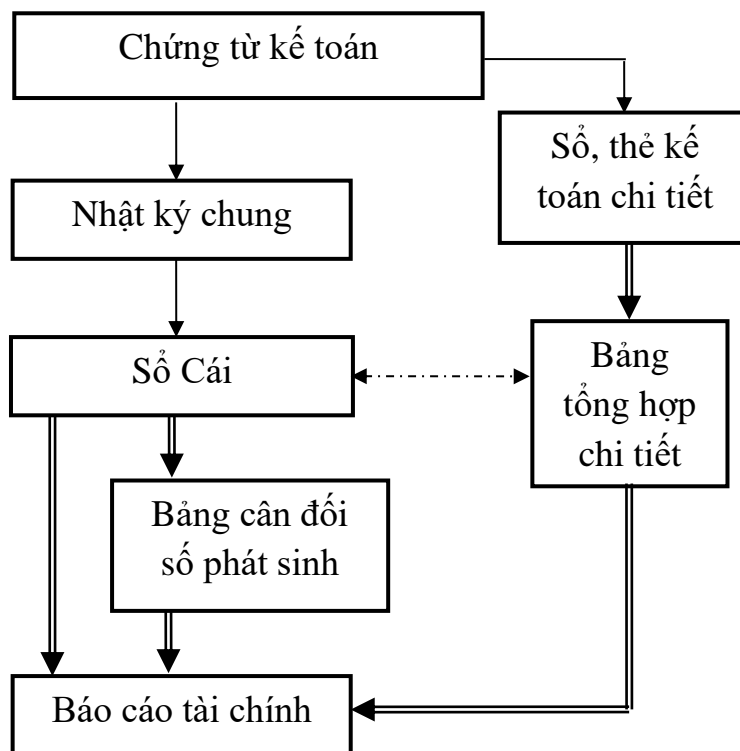 Chứng từ kế toán
Sổ, thẻ kế
toán chi tiết
Nhật ký chung
Sổ Cái
Bảng
tổng hợp
chi tiết
Bảng cân đối
số phát sinh
Báo cáo tài chính